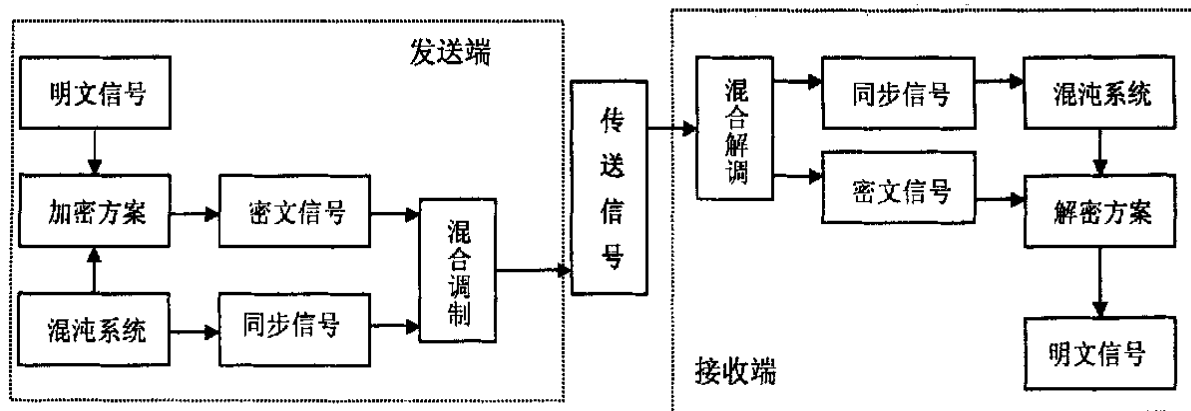 发送端
明文信号
加密方案
密文信号
混沌系统
同步信号
混合调制
传送信号
混合解调
同步信号
混沌系统
密文信号
解密方案
明文信号
接收端